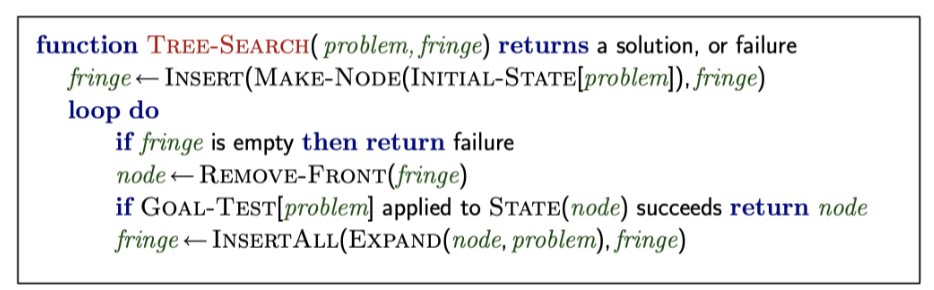 function TREE-SEARCH( problem, fringe) returns a solution, or failure
fringe ← INSERT(MAKE-NODE(INITIAL-STATE[problem]), fringe)
loop do
if fringe is empty then return failure
node ← REMOVE-FRONT(fringe)
if GOAL-TEST[problem] applied to STATE(node) succeeds return node
fringe ← INSERTALL(EXPAND(node, problem), fringe)